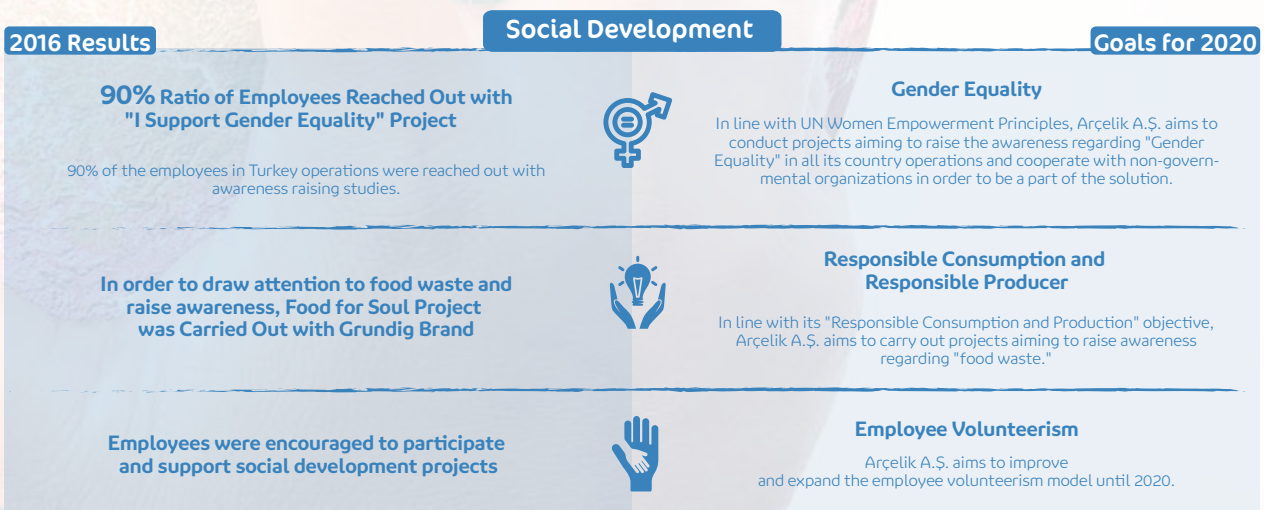 Social Development
2016 Results
Goals for 2020
90% Ratio of Employees Reached Out with
"I Support Gender Equality" Project
90% of the employees in Turkey operations were reached out with
awareness raising studies.
Gender Equality
In line with UN Women Empowerment Principles, Arçelik A.Ş. aims to
conduct projects aiming to raise the awareness regarding "Gender
Equality" in all its country operations and cooperate with non-govern-
mental organizations in order to be a part of the solution.
In order to draw attention to food waste and
raise awareness, Food for Soul Project
was Carried Out with Grundig Brand
Responsible Consumption and
Responsible Producer
In line with its "Responsible Consumption and Production" objective,
Arçelik A.Ş. aims to carry out projects aiming to raise awareness
regarding "food waste."
Employees were encouraged to participate
and support social development projects
Employee Volunteerism
Arçelik A.Ş. aims to improve
and expand the employee volunteerism model until 2020.